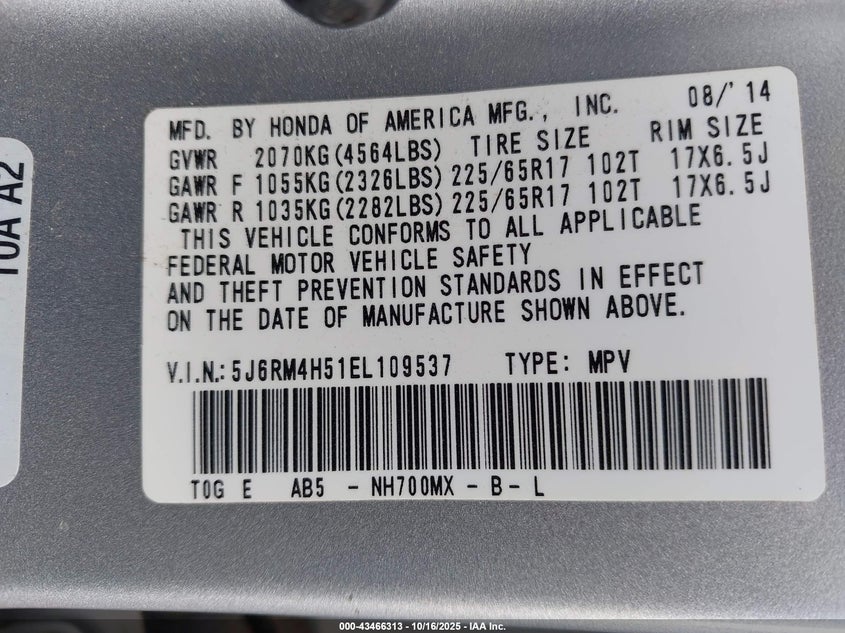 MFD. BY HONDA OF AMERICA MFG., INC. 08/'14
GVWR 2070KG(4564LBS) TIRE SIZE RIM SIZE
GAWR F 1055KG(2326LBS) 225/65R17 102T 17X6.5J
GAWR R 1035KG(2282LBS) 225/65R17 102T 17X6.5J
THIS VEHICLE CONFORMS TO ALL APPLICABLE
FEDERAL MOTOR VEHICLE SAFETY
AND THEFT PREVENTION STANDARDS IN EFFECT
ON THE DATE OF MANUFACTURE SHOWN ABOVE.
V.I.N.: 5J6RM4H51EL109537 TYPE: MPV
T0G E AB5 - NH700MX - B - L
10A A2
000-43466313 - 10/16/2025 - IAA Inc.